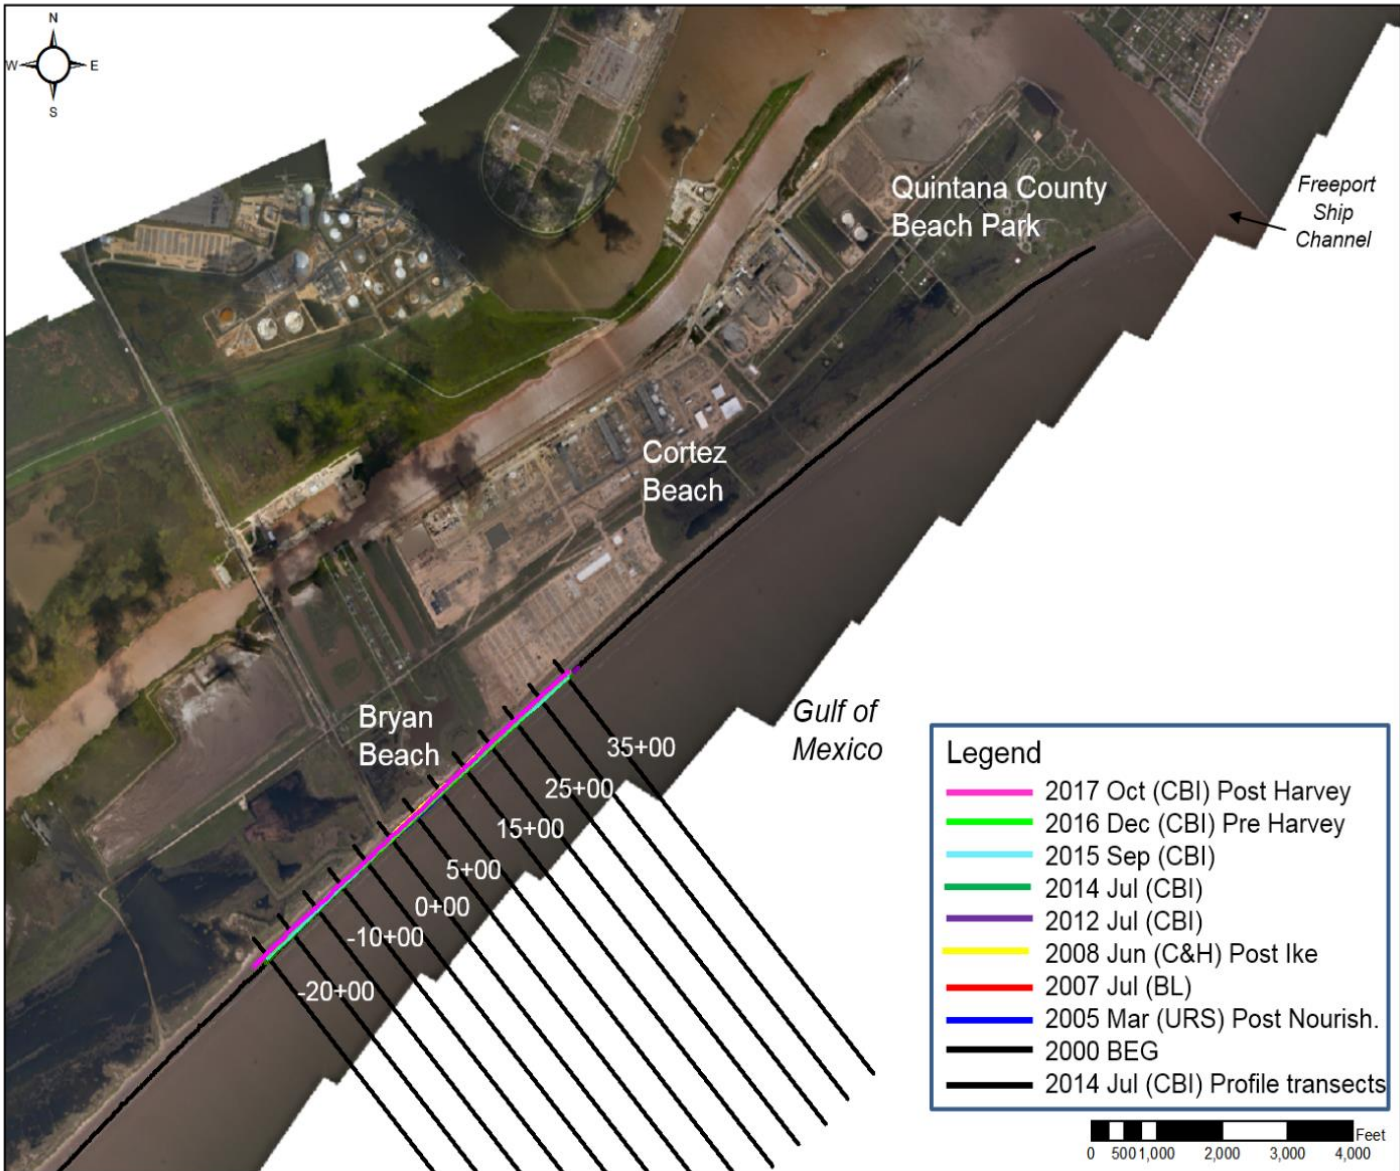 N
W E
S
Quintana County
Beach Park
Freeport
Ship
Channel
Cortez
Beach
Bryan
Beach
Gulf of
Mexico
35+00
25+00
15+00
5+00
0+00
-10+00
-20+00
Legend
2017 Oct (CBI) Post Harvey
2016 Dec (CBI) Pre Harvey
2015 Sep (CBI)
2014 Jul (CBI)
2012 Jul (CBI)
2008 Jun (C&H) Post Ike
2007 Jul (BL)
2005 Mar (URS) Post Nourish.
2000 BEG
2014 Jul (CBI) Profile transects
Feet
0 500 1,000 2,000 3,000 4,000